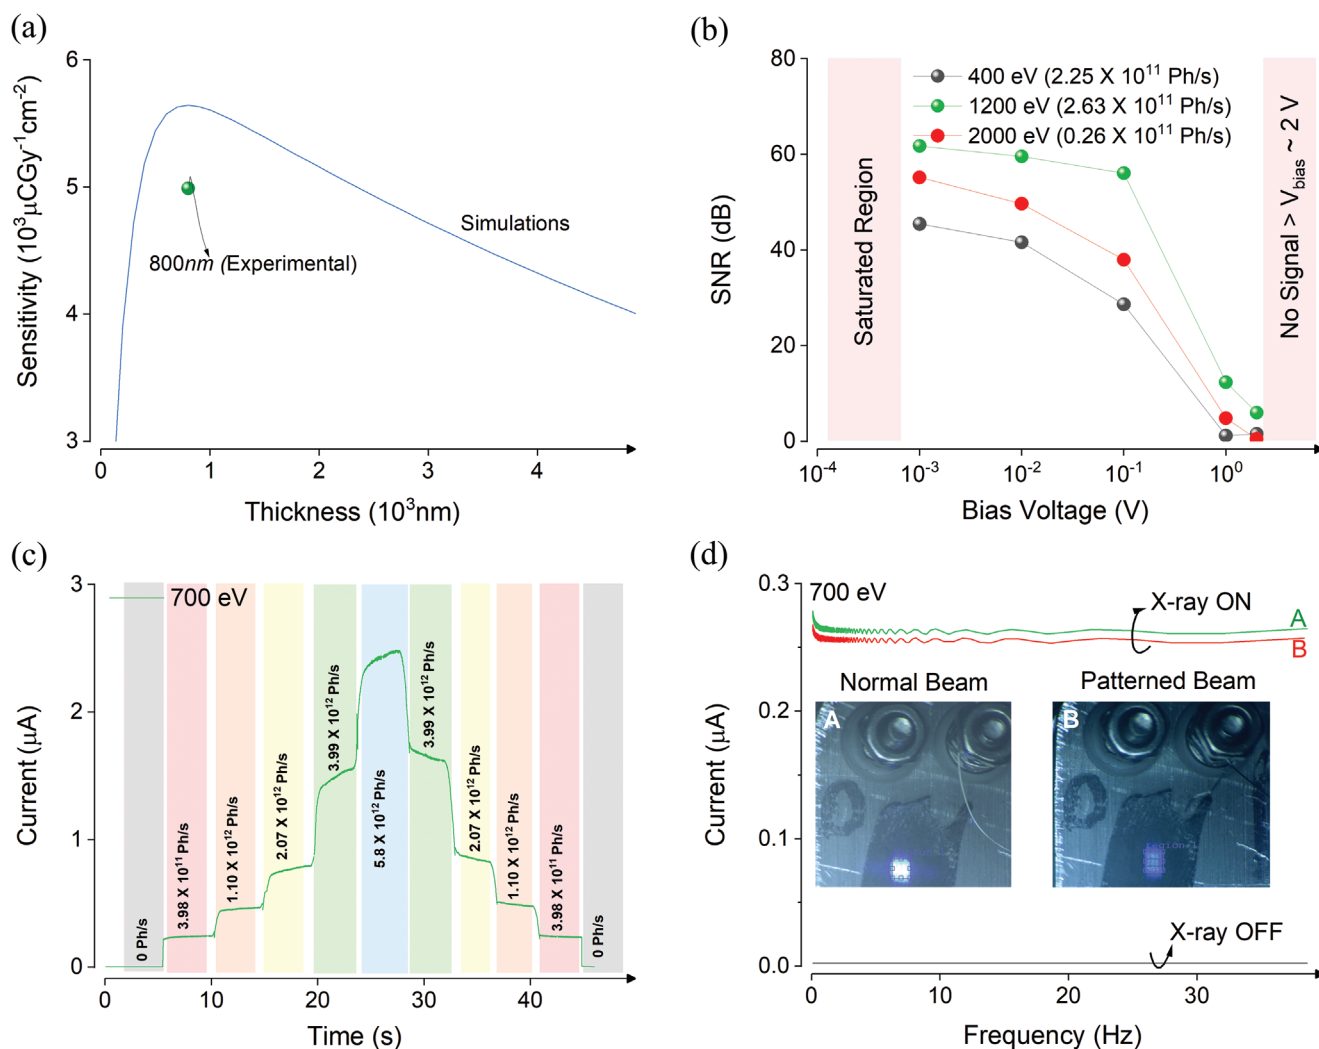 (a)
6
5
4
3
Sensitivity (10³μCGy⁻¹cm⁻²)
Simulations
800nm (Experimental)
0
1
2
3
4
Thickness (10³nm)
(b)
80
60
40
20
0
SNR (dB)
400 eV (2.25 X 10¹¹ Ph/s)
1200 eV (2.63 X 10¹¹ Ph/s)
2000 eV (0.26 X 10¹¹ Ph/s)
Saturated Region
No Signal > V_bias ~ 2 V
10⁻⁴
10⁻³
10⁻²
10⁻¹
10⁰
Bias Voltage (V)
(c)
3
2
1
0
Current (μA)
700 eV
0 Ph/s
3.98 X 10¹¹ Ph/s
1.10 X 10¹² Ph/s
2.07 X 10¹² Ph/s
3.99 X 10¹² Ph/s
5.8 X 10¹² Ph/s
3.99 X 10¹² Ph/s
2.07 X 10¹² Ph/s
1.10 X 10¹² Ph/s
3.98 X 10¹¹ Ph/s
0 Ph/s
0
10
20
30
40
Time (s)
(d)
0.3
0.2
0.1
0.0
Current (μA)
700 eV
X-ray ON
A
B
Normal Beam
Patterned Beam
A
B
region
X-ray OFF
0
10
20
30
Frequency (Hz)